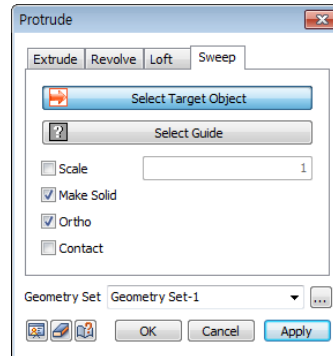 Protrude
Extrude Revolve Loft Sweep
Select Target Object
Select Guide
Scale 1
Make Solid
Ortho
Contact
Geometry Set Geometry Set-1 ...
OK Cancel Apply